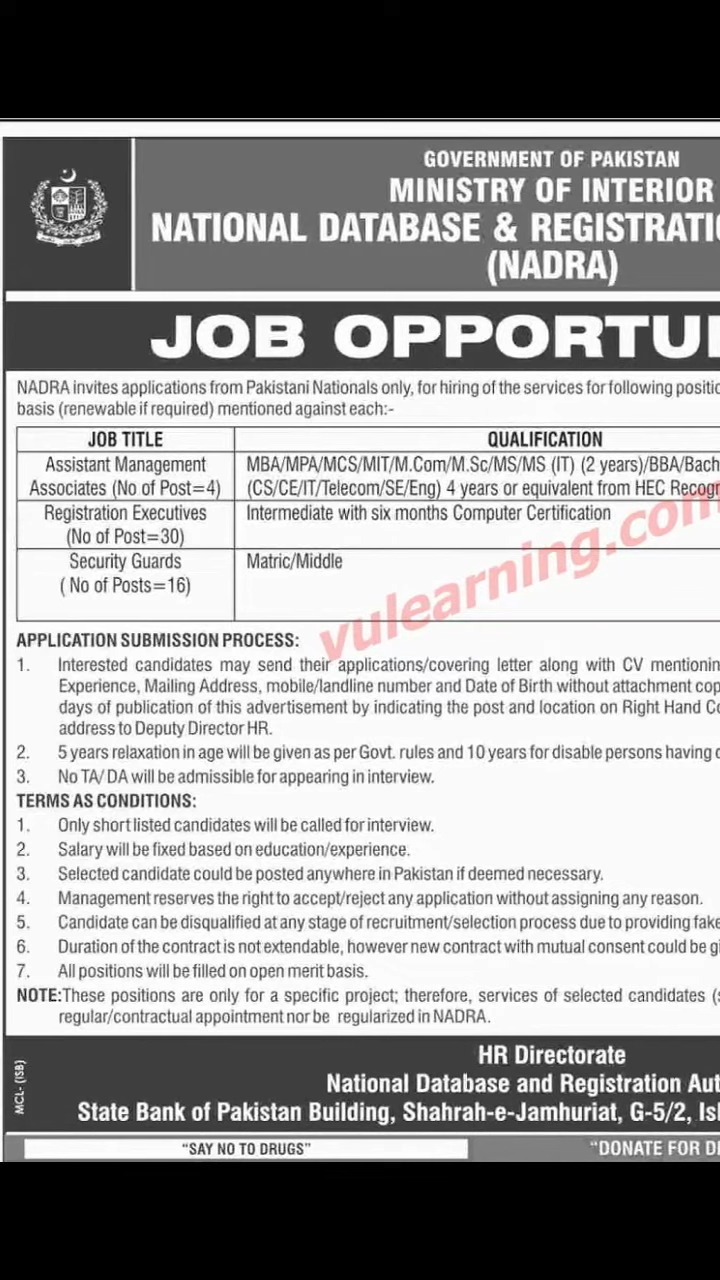 GOVERNMENT OF PAKISTAN
MINISTRY OF INTERIOR
NATIONAL DATABASE & REGISTRATI
(NADRA)
JOB OPPORTU
NADRA invites applications from Pakistani Nationals only, for hiring of the services for following positio
basis (renewable if required) mentioned against each:-
JOB TITLE QUALIFICATION
Assistant Management MBA/MPA/MCS/MIT/M.Com/M.Sc/MS/MS (IT) (2 years)/BBA/Bach
Associates (No of Post=4) (CS/CE/IT/Telecom/SE/Eng) 4 years or equivalent from HEC Recogn
Registration Executives Intermediate with six months Computer Certification
(No of Post=30)
Security Guards Matric/Middle
( No of Posts=16)
vulearning.com
APPLICATION SUBMISSION PROCESS:
1. Interested candidates may send their applications/covering letter along with CV mentionin
Experience, Mailing Address, mobile/landline number and Date of Birth without attachment cop
days of publication of this advertisement by indicating the post and location on Right Hand Co
address to Deputy Director HR.
2. 5 years relaxation in age will be given as per Govt. rules and 10 years for disable persons having
3. No TA/ DA will be admissible for appearing in interview.
TERMS AS CONDITIONS:
1. Only short listed candidates will be called for interview.
2. Salary will be fixed based on education/experience.
3. Selected candidate could be posted anywhere in Pakistan if deemed necessary.
4. Management reserves the right to accept/reject any application without assigning any reason.
5. Candidate can be disqualified at any stage of recruitment/selection process due to providing fake
6. Duration of the contract is not extendable, however new contract with mutual consent could be gi
7. All positions will be filled on open merit basis.
NOTE:These positions are only for a specific project; therefore, services of selected candidates (s
regular/contractual appointment nor be regularized in NADRA.
MCL- (ISB)
HR Directorate
National Database and Registration Aut
State Bank of Pakistan Building, Shahrah-e-Jamhuriat, G-5/2, Isl
"SAY NO TO DRUGS" "DONATE FOR DI